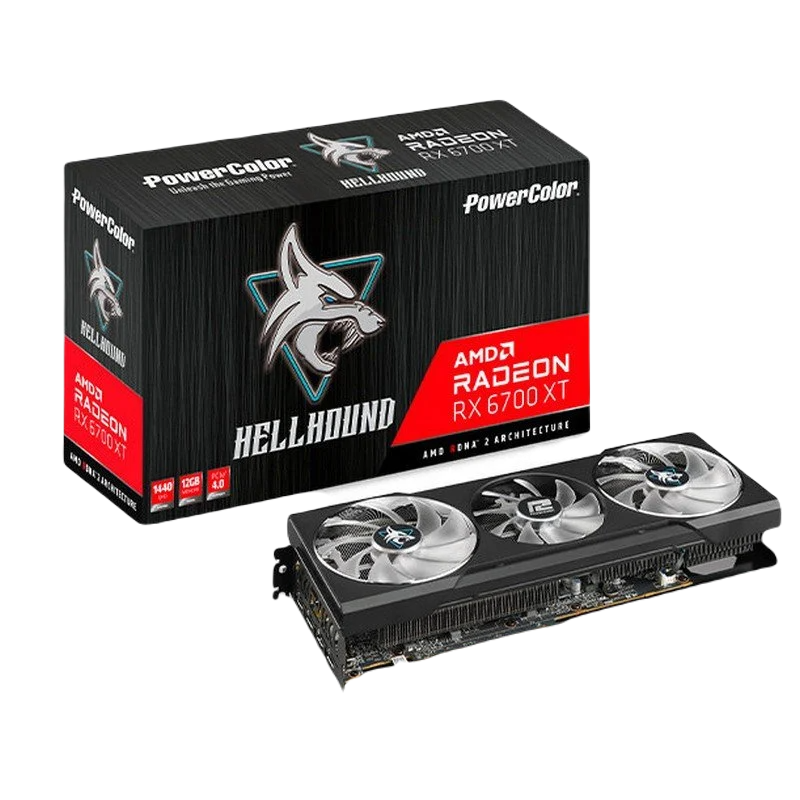 PowerColor
Unleash the Gaming Power
HELLHOUND
AMD
RADEON
RX 6700 XT
PowerColor
HELLHOUND
AMD
RADEON
RX 6700 XT
1440
12GB
PCIe
4.0
AMD RDNA 2 ARCHITECTURE
PowerColor
HELLHOUND
AMD
RADEON
RX 6700 XT
AMD RDNA 2 ARCHITECTURE